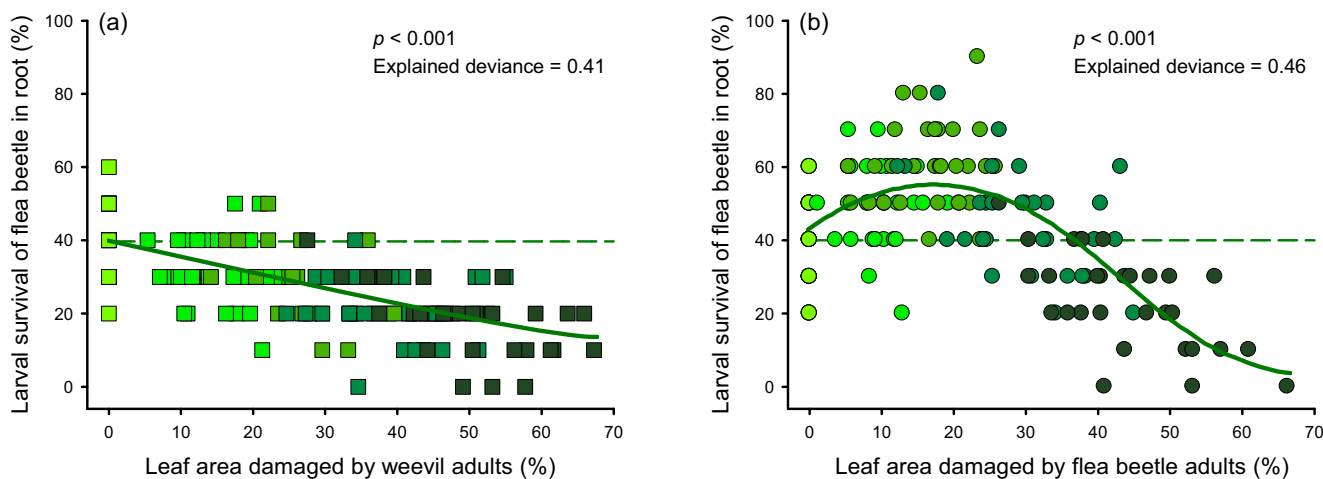 (a)
p < 0.001
Explained deviance = 0.41
Larval survival of flea beetle in root (%)
100
80
60
40
20
0
0 10 20 30 40 50 60 70
Leaf area damaged by weevil adults (%)
(b)
p < 0.001
Explained deviance = 0.46
Larval survival of flea beetle in root (%)
100
80
60
40
20
0
0 10 20 30 40 50 60 70
Leaf area damaged by flea beetle adults (%)